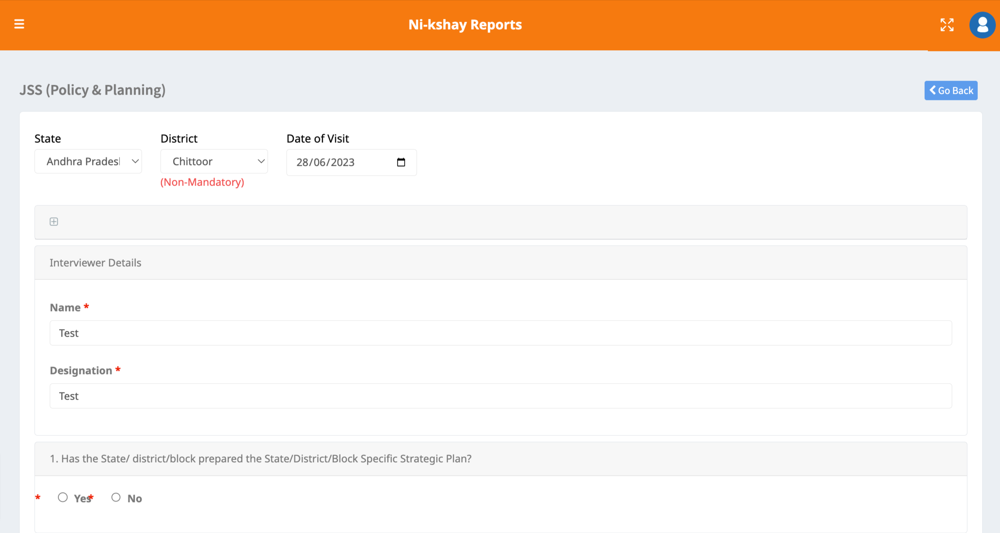 Ni-kshay Reports
JSS (Policy & Planning)
Go Back
State
District
Date of Visit
Andhra Prades
Chittoor
28/06/2023
(Non-Mandatory)
Interviewer Details
Name *
Test
Designation *
Test
1. Has the State/ district/block prepared the State/District/Block Specific Strategic Plan?
* Yes* No